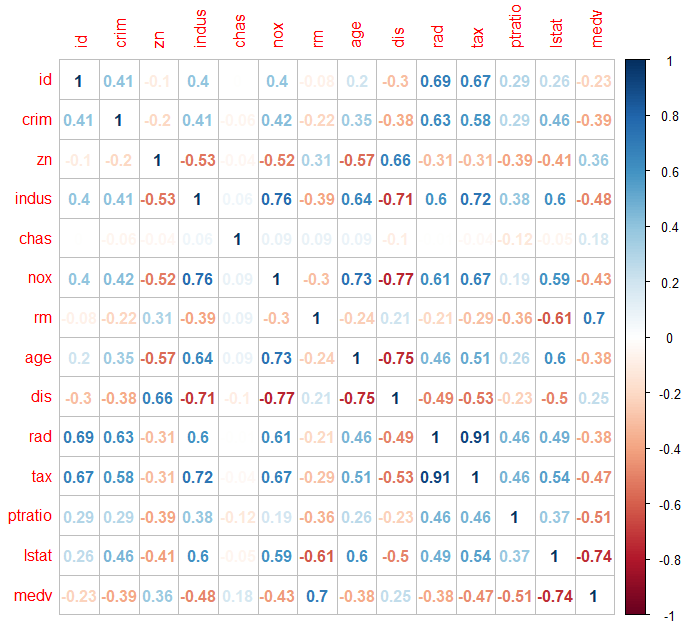 id crim zn indus chas nox rm age dis rad tax ptratio lstat medv
id 1 0.41 -0.1 0.4 0.4 -0.08 0.2 -0.3 0.69 0.67 0.29 0.26 -0.23
crim 0.41 1 -0.2 0.41 -0.06 0.42 -0.22 0.35 -0.38 0.63 0.58 0.29 0.46 -0.39
zn -0.1 -0.2 1 -0.53 -0.04 -0.52 0.31 -0.57 0.66 -0.31 -0.31 -0.39 -0.41 0.36
indus 0.4 0.41 -0.53 1 0.06 0.76 -0.39 0.64 -0.71 0.6 0.72 0.38 0.6 -0.48
chas -0.06 -0.04 0.06 1 0.09 0.09 0.09 -0.1 -0.04 -0.12 -0.05 0.18
nox 0.4 0.42 -0.52 0.76 0.09 1 -0.3 0.73 -0.77 0.61 0.67 0.19 0.59 -0.43
rm -0.08 -0.22 0.31 -0.39 0.09 -0.3 1 -0.24 0.21 -0.21 -0.29 -0.36 -0.61 0.7
age 0.2 0.35 -0.57 0.64 0.09 0.73 -0.24 1 -0.75 0.46 0.51 0.26 0.6 -0.38
dis -0.3 -0.38 0.66 -0.71 -0.1 -0.77 0.21 -0.75 1 -0.49 -0.53 -0.23 -0.5 0.25
rad 0.69 0.63 -0.31 0.6 0.61 -0.21 0.46 -0.49 1 0.91 0.46 0.49 -0.38
tax 0.67 0.58 -0.31 0.72 -0.04 0.67 -0.29 0.51 -0.53 0.91 1 0.46 0.54 -0.47
ptratio 0.29 0.29 -0.39 0.38 -0.12 0.19 -0.36 0.26 -0.23 0.46 0.46 1 0.37 -0.51
lstat 0.26 0.46 -0.41 0.6 -0.05 0.59 -0.61 0.6 -0.5 0.49 0.54 0.37 1 -0.74
medv -0.23 -0.39 0.36 -0.48 0.18 -0.43 0.7 -0.38 0.25 -0.38 -0.47 -0.51 -0.74 1
1
0.8
0.6
0.4
0.2
0
-0.2
-0.4
-0.6
-0.8
-1